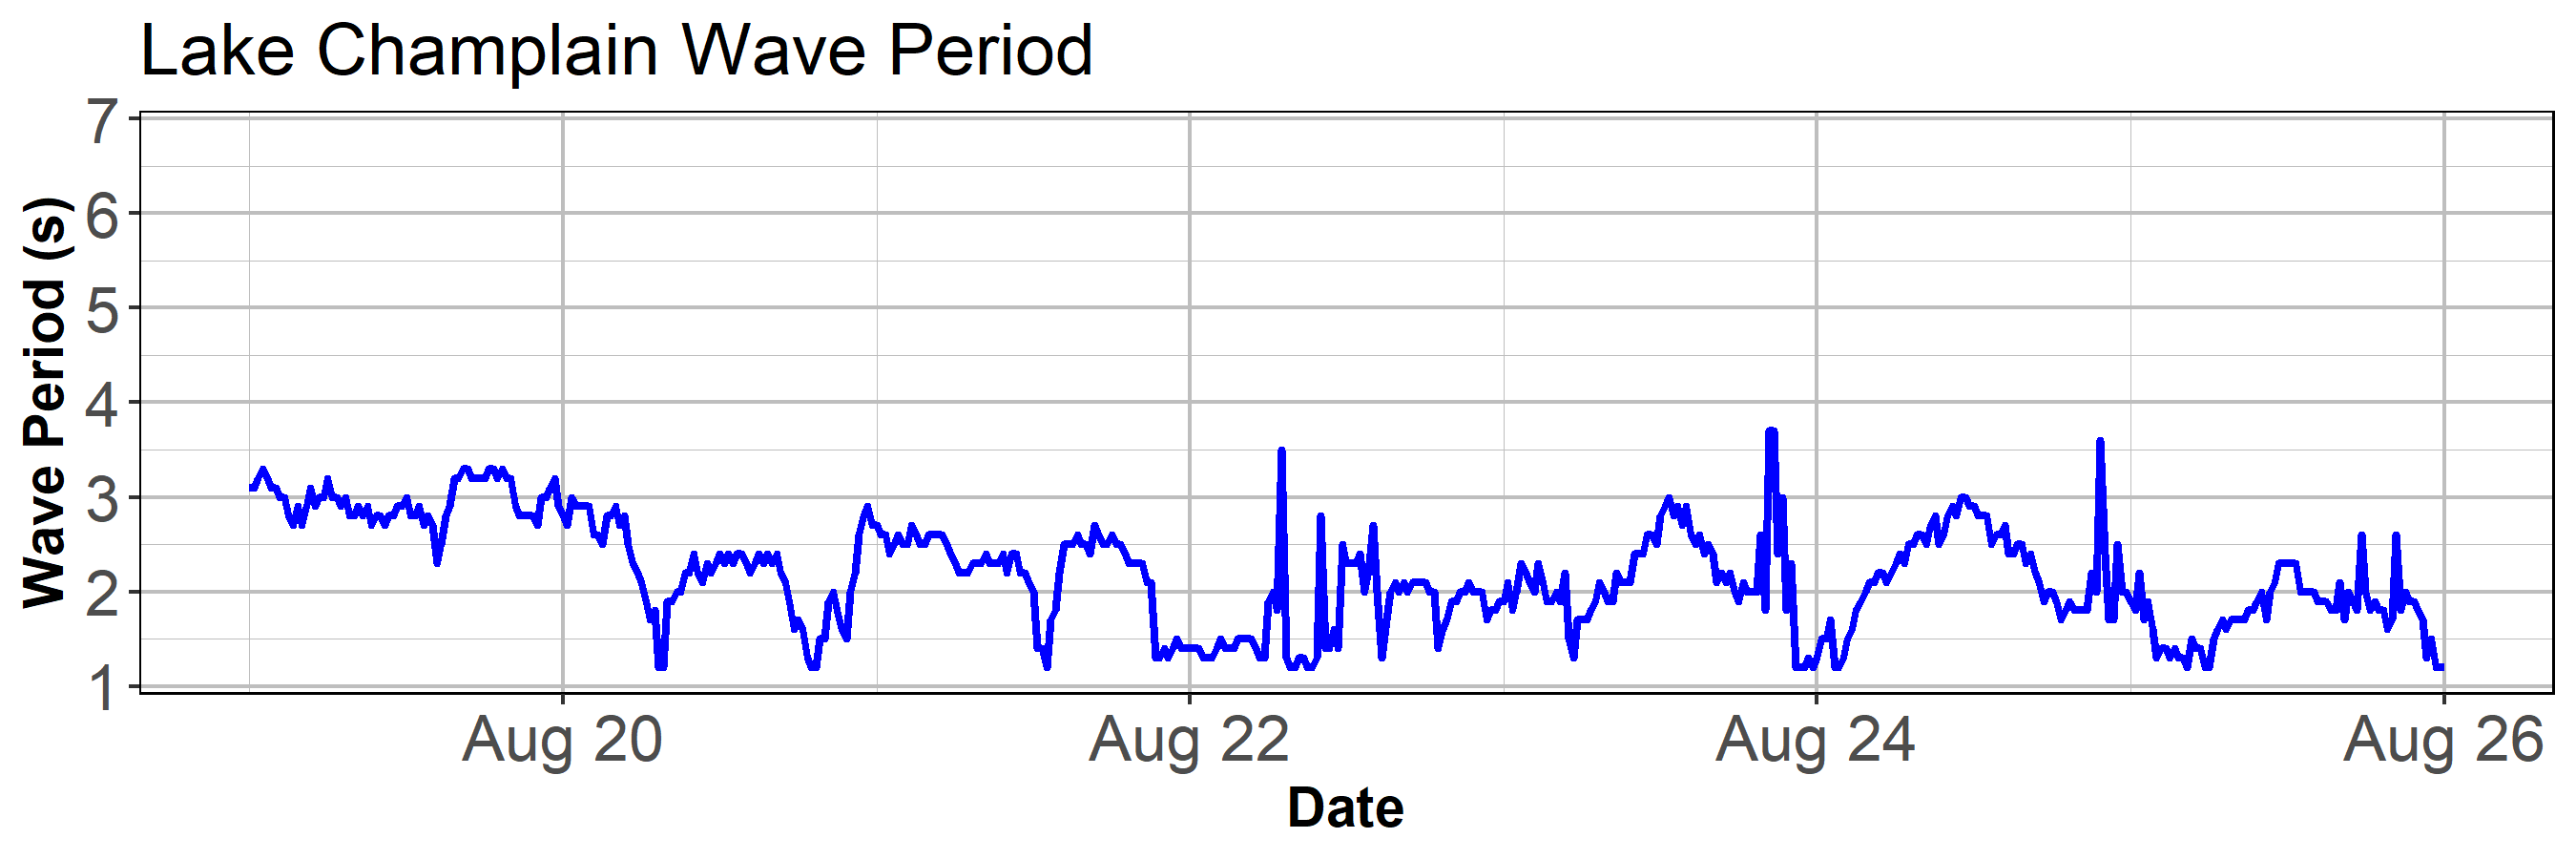 Lake Champlain Wave Period
Wave Period (s)
7
6
5
4
3
2
1
Aug 20
Aug 22
Aug 24
Aug 26
Date